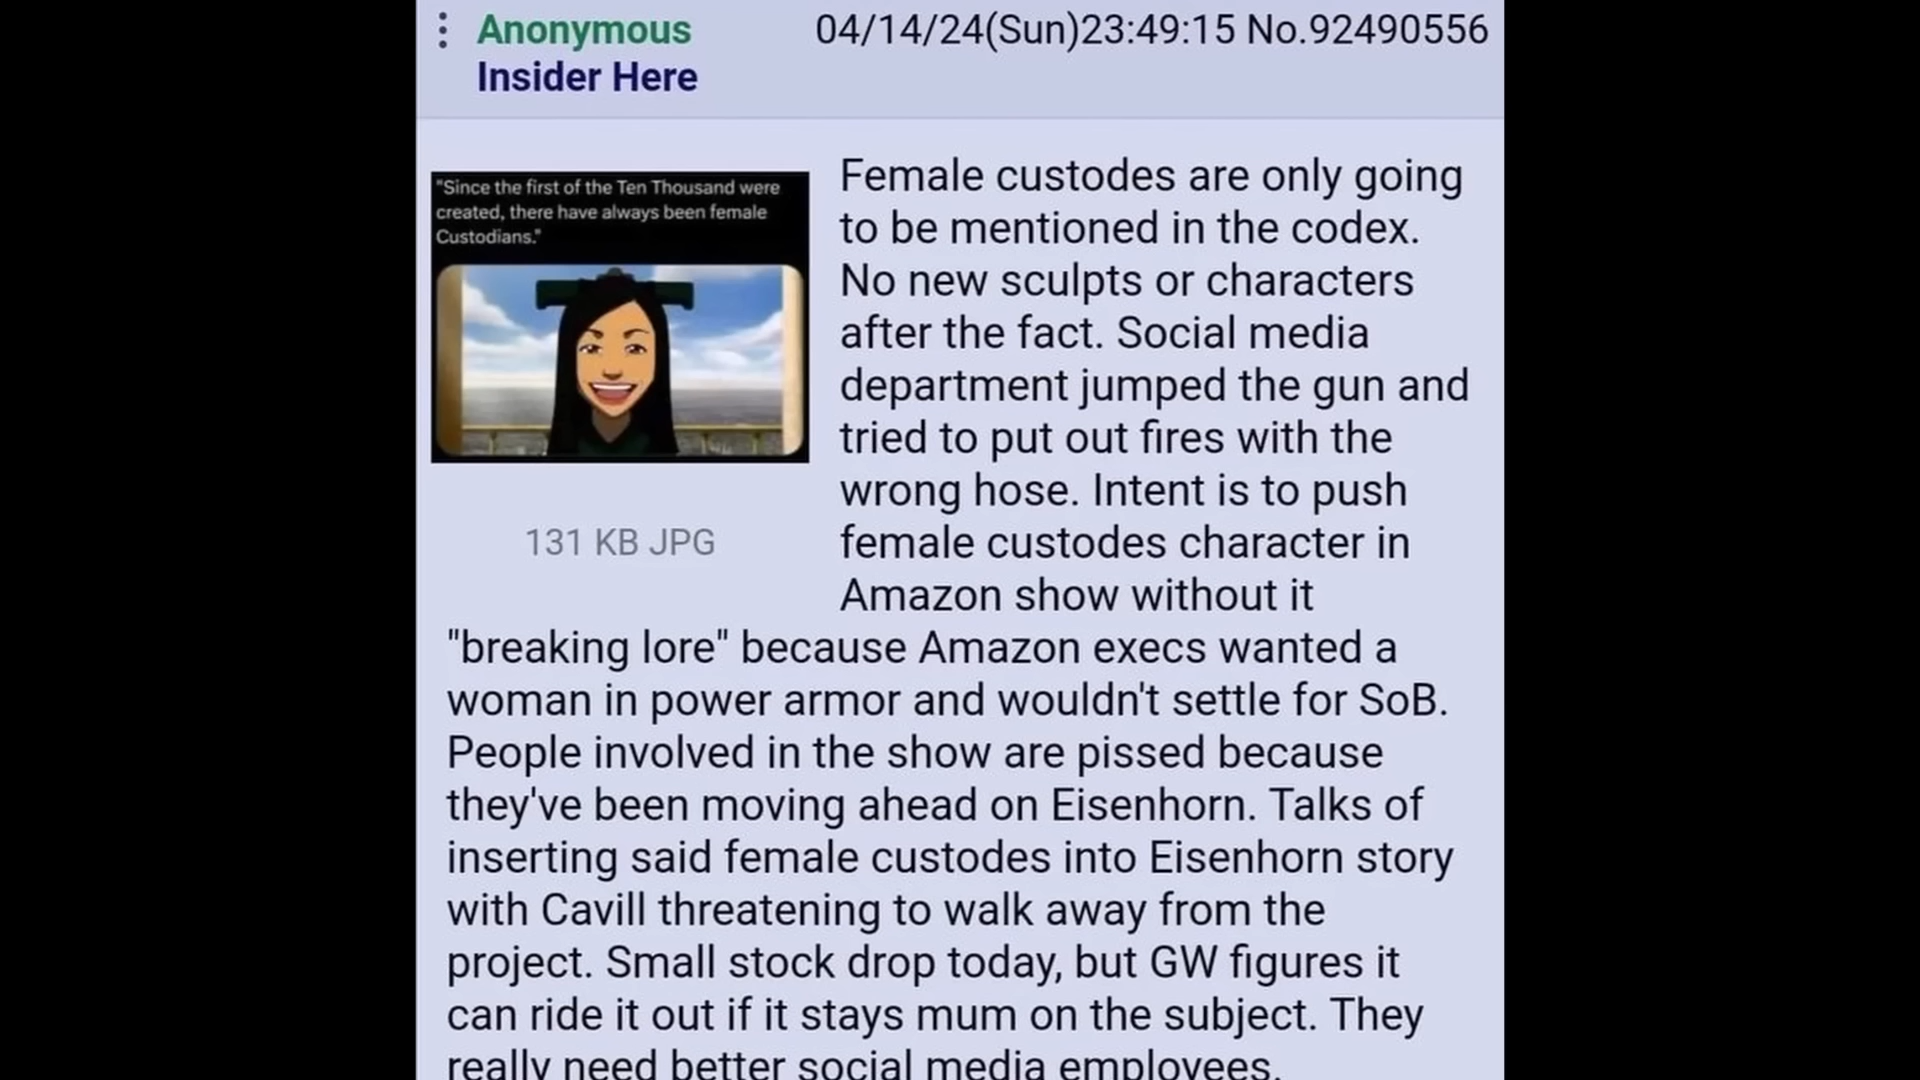 Anonymous 04/14/24(Sun)23:49:15 No.92490556
Insider Here
"Since the first of the Ten Thousand were
created, there have always been female
Custodians."
131 KB JPG
Female custodes are only going
to be mentioned in the codex.
No new sculpts or characters
after the fact. Social media
department jumped the gun and
tried to put out fires with the
wrong hose. Intent is to push
female custodes character in
Amazon show without it
"breaking lore" because Amazon execs wanted a
woman in power armor and wouldn't settle for SoB.
People involved in the show are pissed because
they've been moving ahead on Eisenhorn. Talks of
inserting said female custodes into Eisenhorn story
with Cavill threatening to walk away from the
project. Small stock drop today, but GW figures it
can ride it out if it stays mum on the subject. They
really need better social media employees.